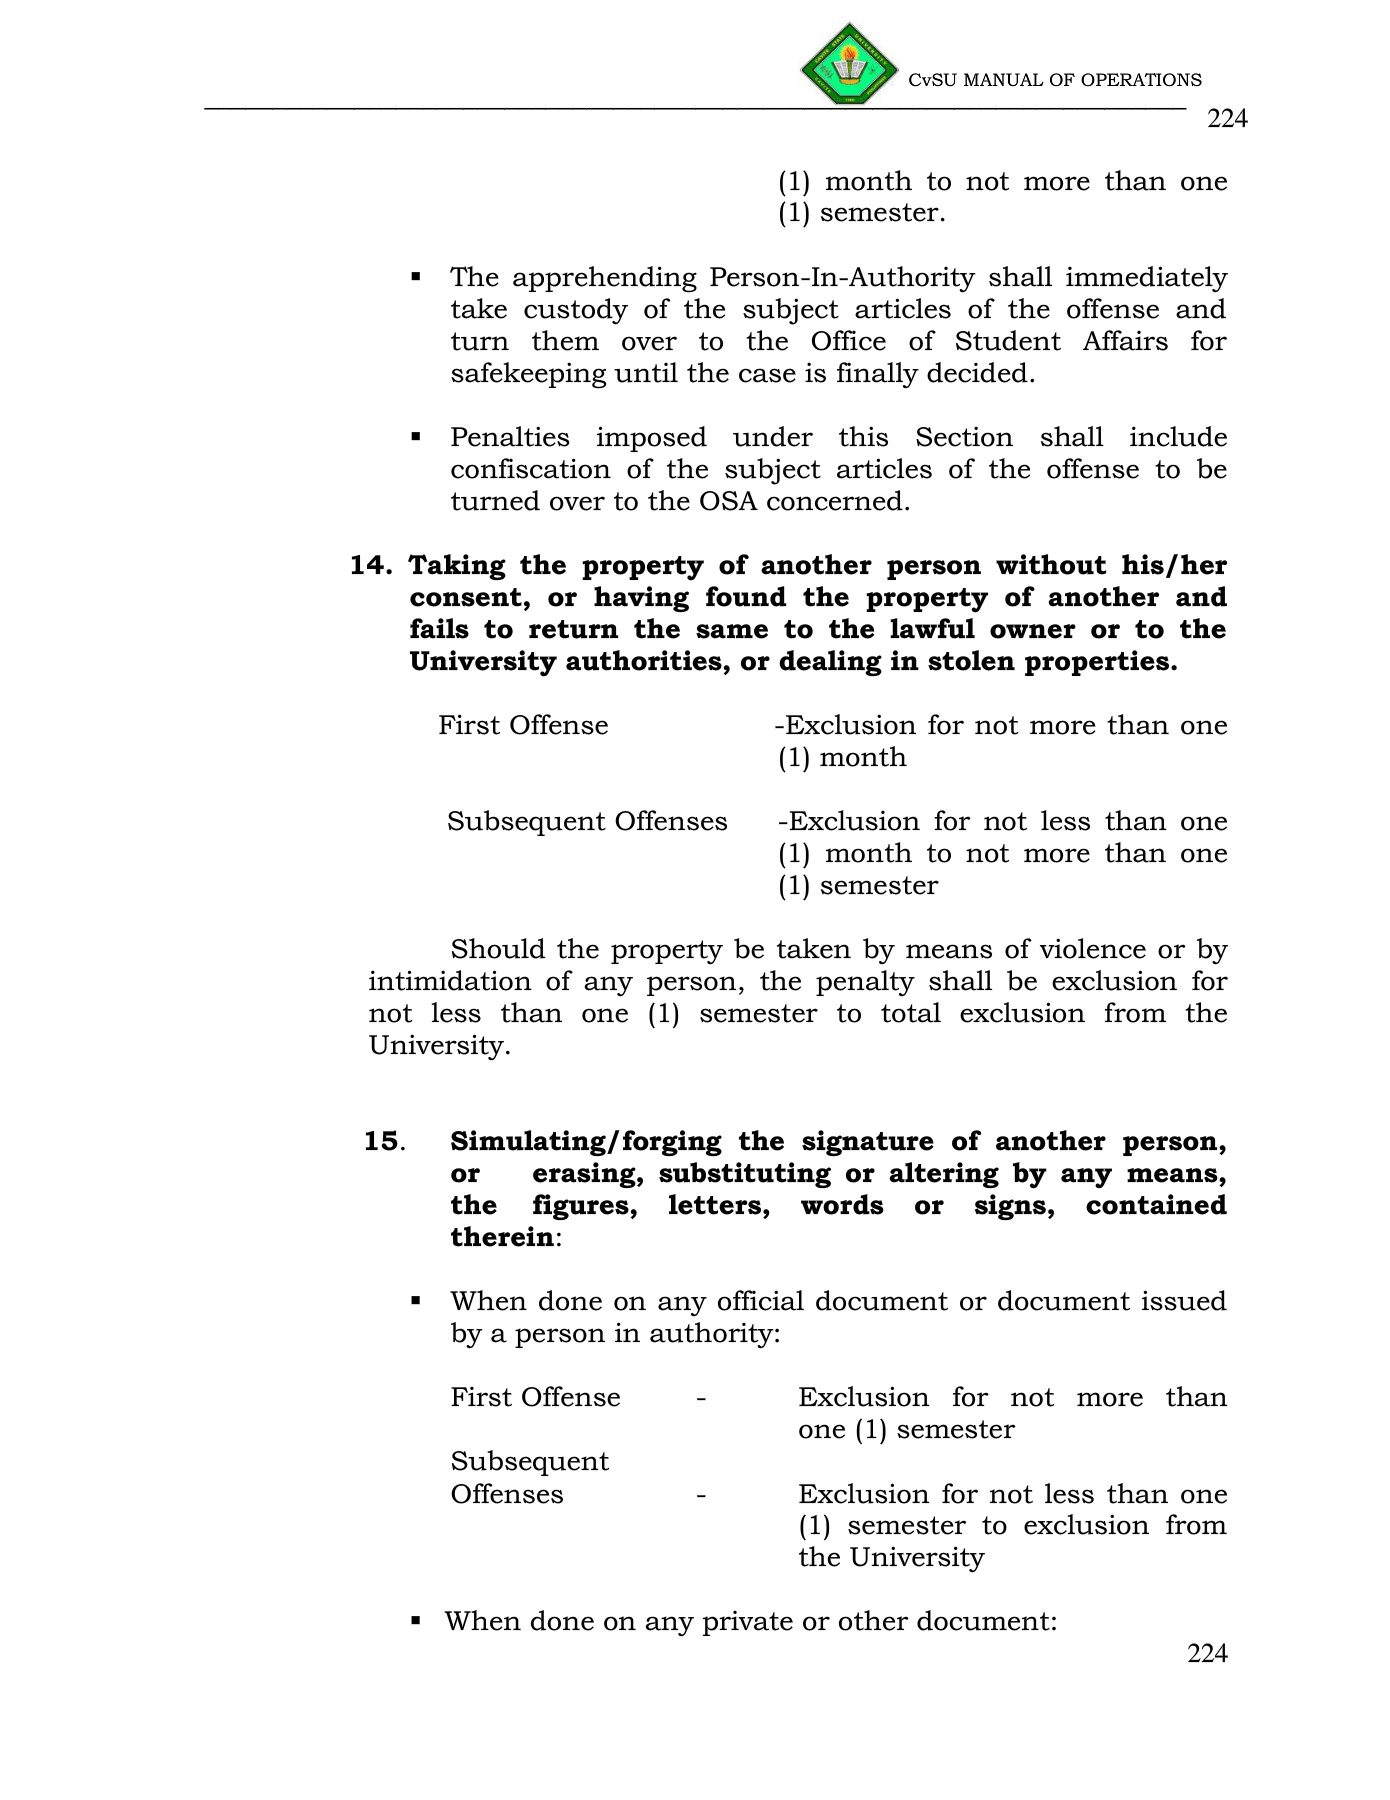 CvSU MANUAL OF OPERATIONS
224
(1) month to not more than one
(1) semester.
▪ The apprehending Person-In-Authority shall immediately
take custody of the subject articles of the offense and
turn them over to the Office of Student Affairs for
safekeeping until the case is finally decided.
▪ Penalties imposed under this Section shall include
confiscation of the subject articles of the offense to be
turned over to the OSA concerned.
14. Taking the property of another person without his/her
consent, or having found the property of another and
fails to return the same to the lawful owner or to the
University authorities, or dealing in stolen properties.
First Offense -Exclusion for not more than one
(1) month
Subsequent Offenses -Exclusion for not less than one
(1) month to not more than one
(1) semester
Should the property be taken by means of violence or by
intimidation of any person, the penalty shall be exclusion for
not less than one (1) semester to total exclusion from the
University.
15. Simulating/forging the signature of another person,
or erasing, substituting or altering by any means,
the figures, letters, words or signs, contained
therein:
▪ When done on any official document or document issued
by a person in authority:
First Offense - Exclusion for not more than
one (1) semester
Subsequent
Offenses - Exclusion for not less than one
(1) semester to exclusion from
the University
▪ When done on any private or other document:
224